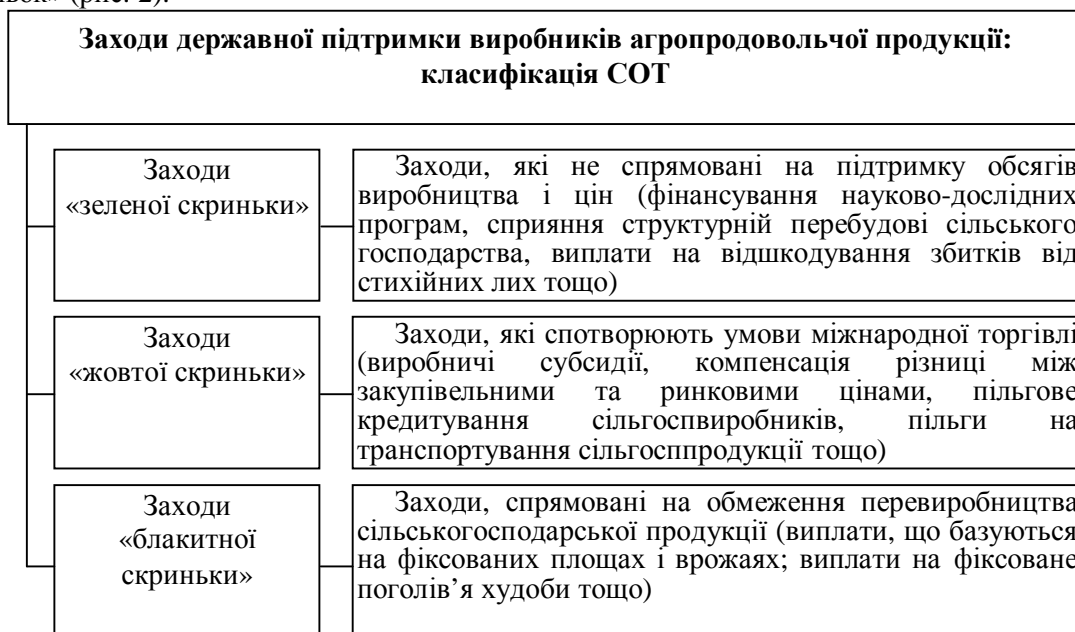 (рис. 2).
Заходи державної підтримки виробників агропродовольчої продукції:
класифікація СОТ
Заходи
«зеленої скриньки»
Заходи, які не спрямовані на підтримку обсягів
виробництва і цін (фінансування науково-дослідних
програм, сприяння структурній перебудові сільського
господарства, виплати на відшкодування збитків від
стихійних лих тощо)
Заходи
«жовтої скриньки»
Заходи, які спотворюють умови міжнародної торгівлі
(виробничі субсидії, компенсація різниці між
закупівельними та ринковими цінами, пільгове
кредитування сільгоспвиробників, пільги на
транспортування сільгосппродукції тощо)
Заходи
«блакитної
скриньки»
Заходи, спрямовані на обмеження перевиробництва
сільськогосподарської продукції (виплати, що базуються
на фіксованих площах і врожаях; виплати на фіксоване
поголів’я худоби тощо)